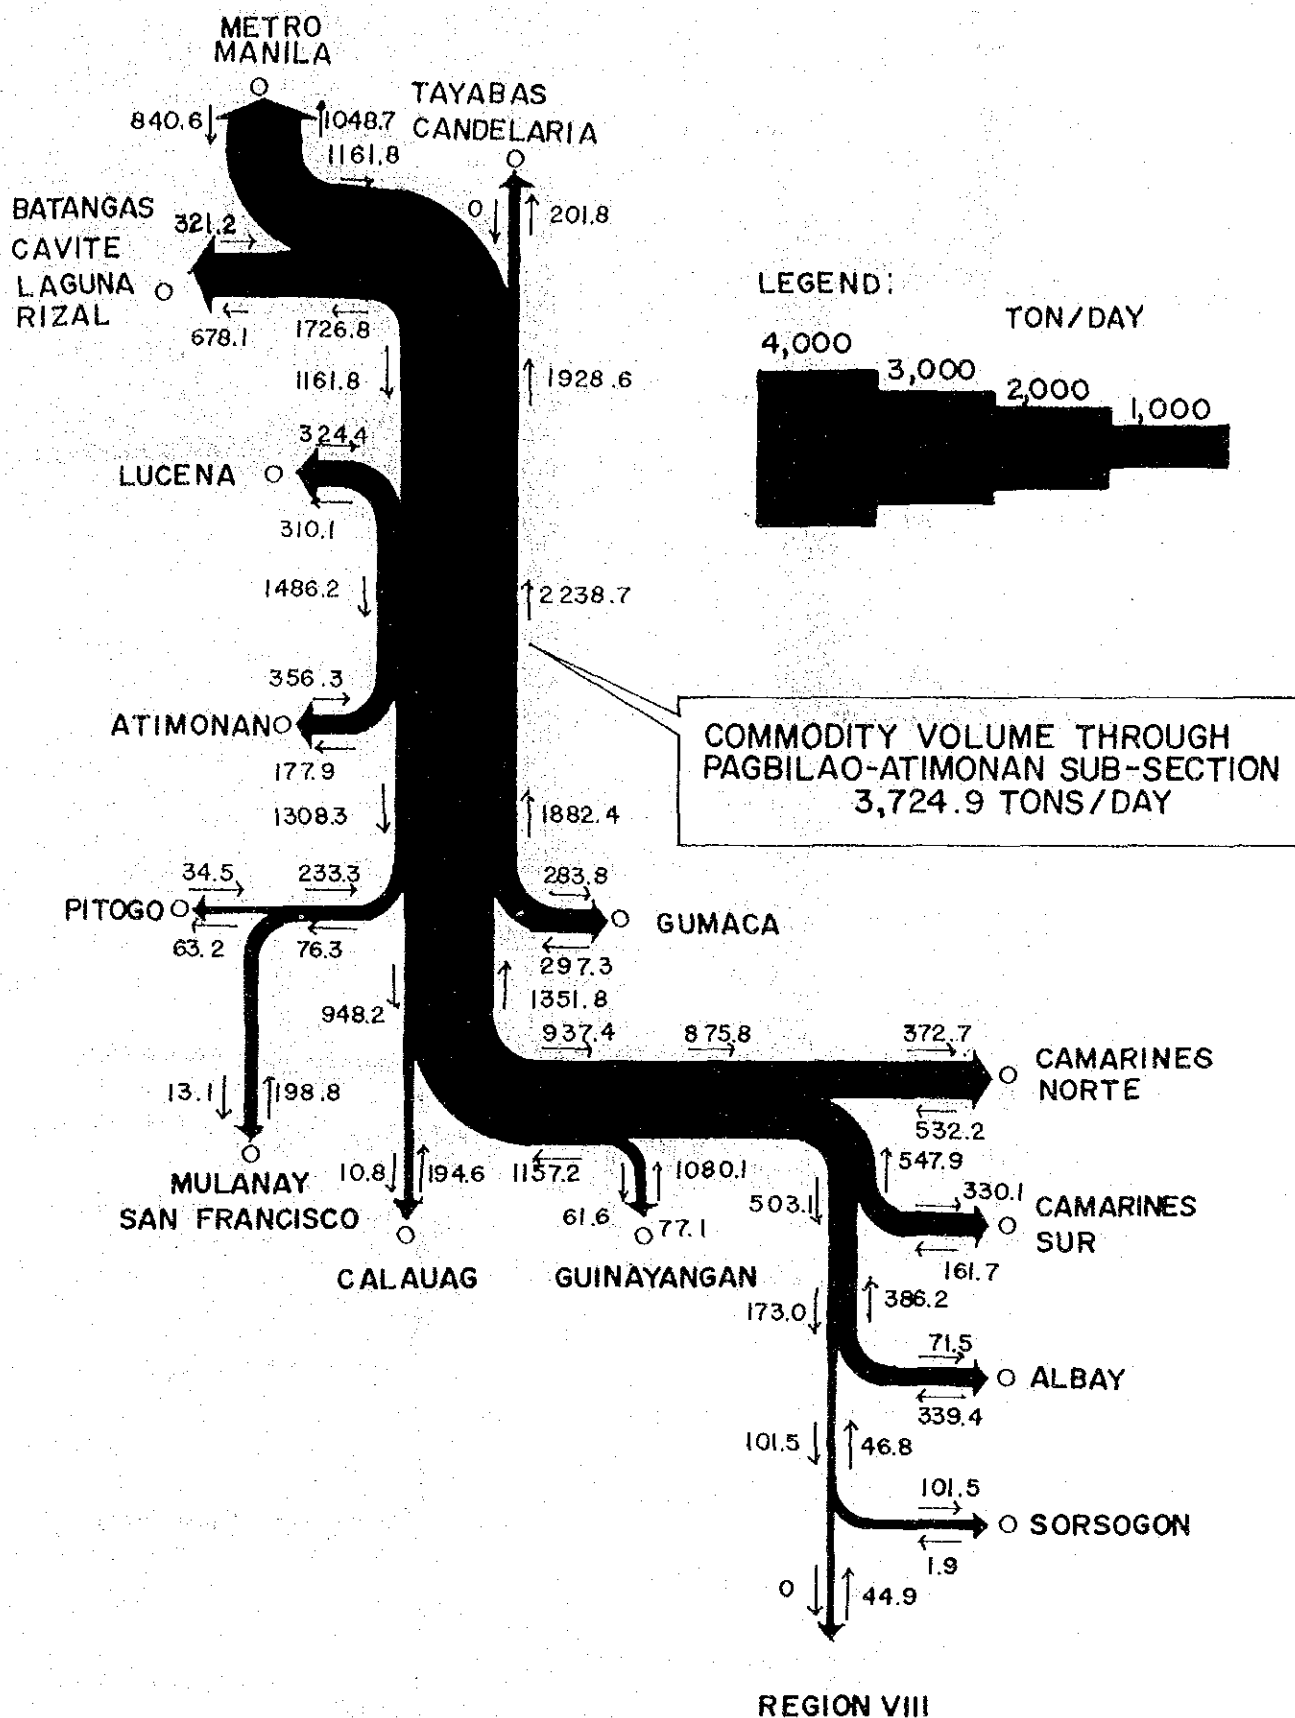 METRO
MANILA
840.6
1048.7
1161.8
TAYABAS
CANDELARIA
0
201.8
BATANGAS
CAVITE
LAGUNA
RIZAL
321.2
678.1
1726.8
1161.8
1928.6
LEGEND:
TON/DAY
4,000
3,000
2,000
1,000
324.4
LUCENA
310.1
1486.2
2238.7
356.3
ATIMONAN
177.9
1308.3
1882.4
COMMODITY VOLUME THROUGH
PAGBILAO-ATIMONAN SUB-SECTION
3,724.9 TONS/DAY
34.5
233.3
PITOGO
63.2
76.3
283.8
GUMACA
297.3
948.2
1351.8
937.4
875.8
372.7
CAMARINES
NORTE
532.2
13.1
198.8
MULANAY
SAN FRANCISCO
10.8
194.6
CALAUAG
1157.2
1080.1
61.6
77.1
GUINAYANGAN
503.1
547.9
330.1
CAMARINES
SUR
161.7
173.0
386.2
71.5
ALBAY
339.4
101.5
46.8
101.5
SORSOGON
1.9
0
44.9
REGION VIII